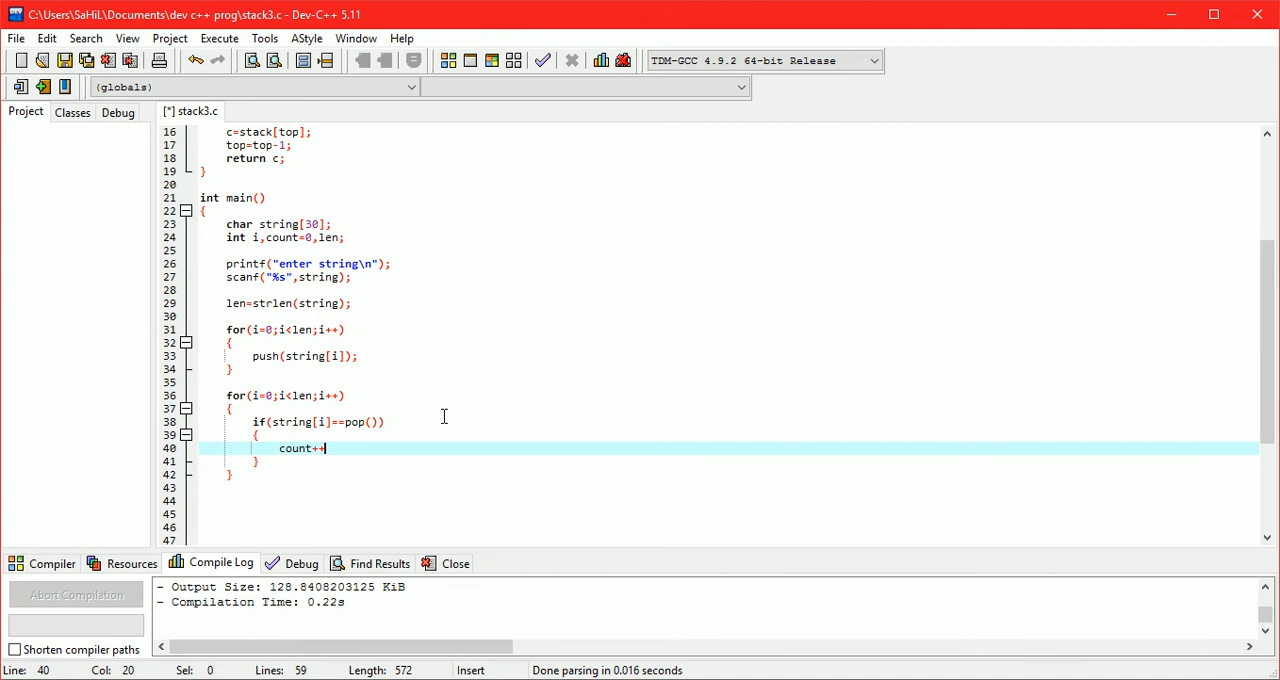 C:\Users\SaHiL\Documents\dev c++ prog\stack3.c - Dev-C++ 5.11
File Edit Search View Project Execute Tools AStyle Window Help
TDM-GCC 4.9.2 64-bit Release
(globals)
Project Classes Debug [*] stack3.c
16 c=stack[top];
17 top=top-1;
18 return c;
19 }
20
21 int main()
22 {
23 char string[30];
24 int i,count=0,len;
25
26 printf("enter string\n");
27 scanf("%s",string);
28
29 len=strlen(string);
30
31 for(i=0;i<len;i++)
32 {
33 push(string[i]);
34 }
35
36 for(i=0;i<len;i++)
37 {
38 if(string[i]==pop())
39 {
40 count++
41 }
42 }
43
44
45
46
47
Compiler Resources Compile Log Debug Find Results Close
Abort Compilation
- Output Size: 128.8408203125 KiB
- Compilation Time: 0.22s
Shorten compiler paths
Line: 40 Col: 20 Sel: 0 Lines: 59 Length: 572 Insert Done parsing in 0.016 seconds